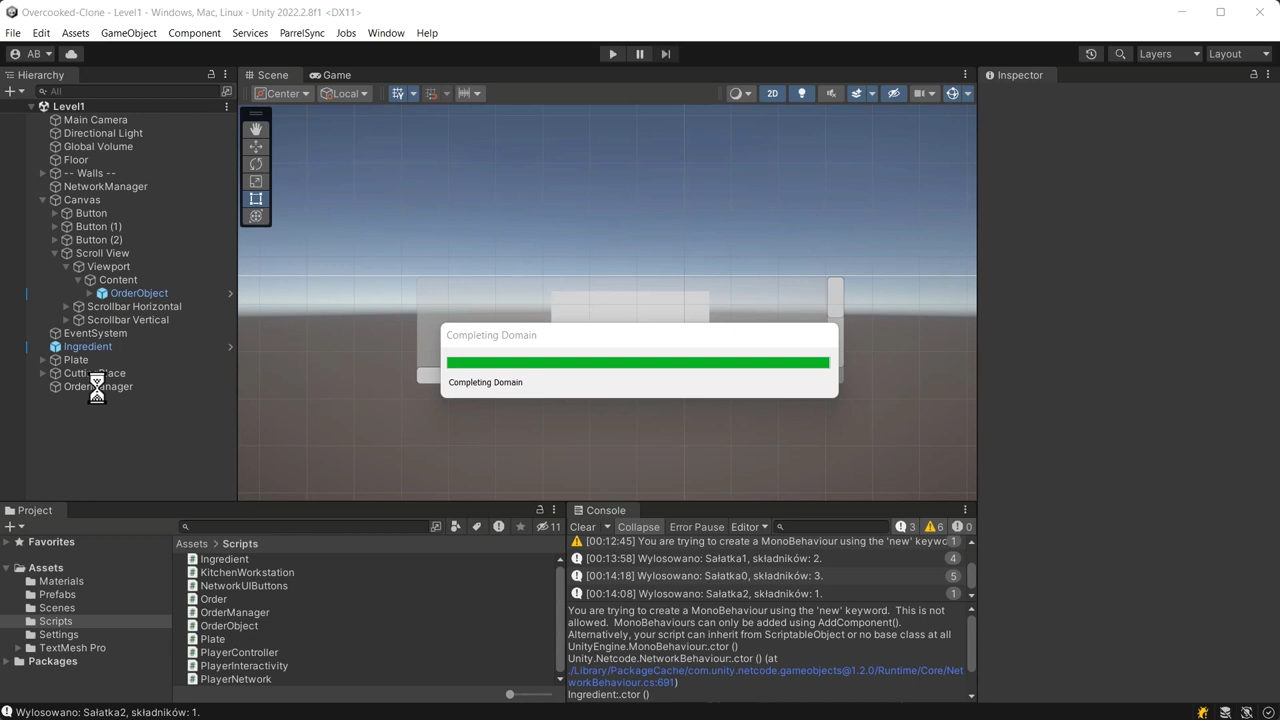 Overcooked-Clone - Level1 - Windows, Mac, Linux - Unity 2022.2.8f1 <DX11>
File Edit Assets GameObject Component Services ParrelSync Jobs Window Help
AB Layers Layout
Hierarchy Scene Game Inspector
All Center Local 2D
Level1
Main Camera
Directional Light
Global Volume
Floor
-- Walls --
NetworkManager
Canvas
Button
Button (1)
Button (2)
Scroll View
Viewport
Content
OrderObject
Scrollbar Horizontal
Scrollbar Vertical
EventSystem
Ingredient
Plate
OrderManager
Completing Domain
Completing Domain
Project
11
Favorites
Assets
Materials
Prefabs
Scenes
Scripts
Settings
TextMesh Pro
Packages
Assets > Scripts
Ingredient
KitchenWorkstation
NetworkUIButtons
Order
OrderManager
OrderObject
Plate
PlayerController
PlayerInteractivity
PlayerNetwork
Console
Clear Collapse Error Pause Editor 3 6 0
[00:12:45] You are trying to create a MonoBehaviour using the 'new' keywo 1
[00:13:58] Wylosowano: Sałatka1, składników: 2. 4
[00:14:18] Wylosowano: Sałatka0, składników: 3. 5
[00:14:08] Wylosowano: Sałatka2, składników: 1. 1
You are trying to create a MonoBehaviour using the 'new' keyword.  This is not
allowed.  MonoBehaviours can only be added using AddComponent().
Alternatively, your script can inherit from ScriptableObject or no base class at all
UnityEngine.MonoBehaviour:.ctor ()
Unity.Netcode.NetworkBehaviour:.ctor () (at
./Library/PackageCache/com.unity.netcode.gameobjects@1.2.0/Runtime/Core/Net
workBehaviour.cs:691)
Ingredient:.ctor ()
Wylosowano: Sałatka2, składników: 1.